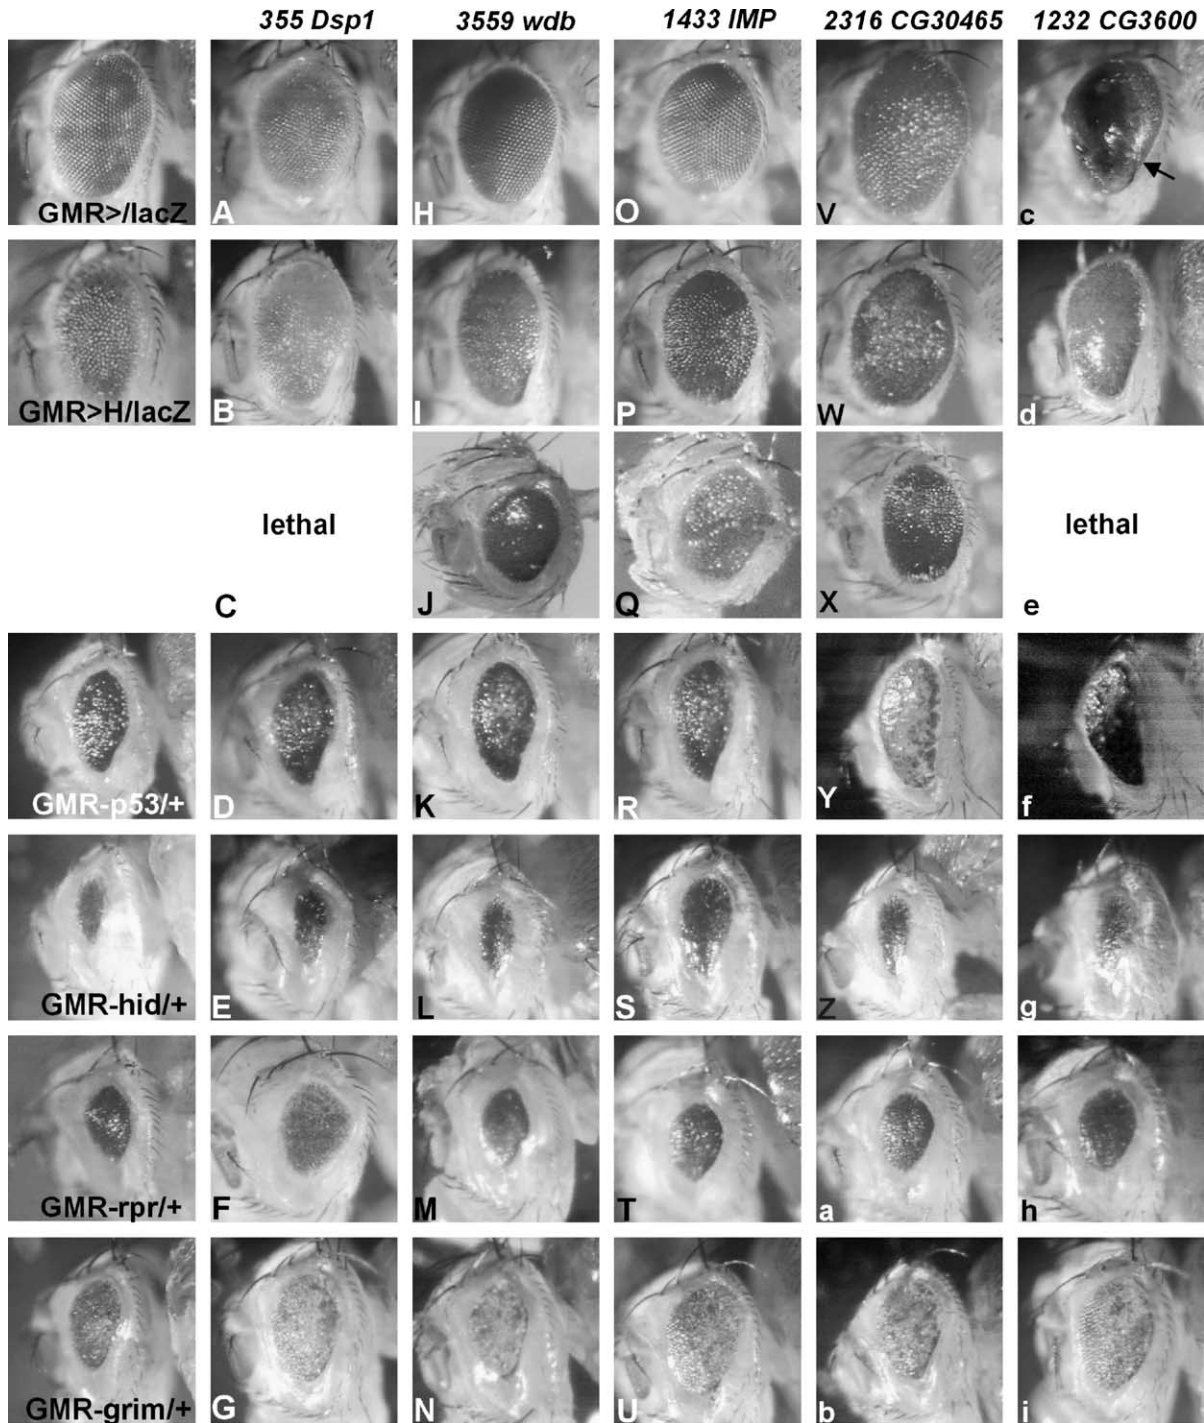 355 Dsp1 3559 wdb 1433 IMP 2316 CG30465 1232 CG3600
GMR>/lacZ A H O V c
GMR>H/lacZ B I P W d
lethal lethal
C J Q X e
GMR-p53/+ D K R Y f
GMR-hid/+ E L S Z g
GMR-rpr/+ F M T a h
GMR-grim/+ G N U b i